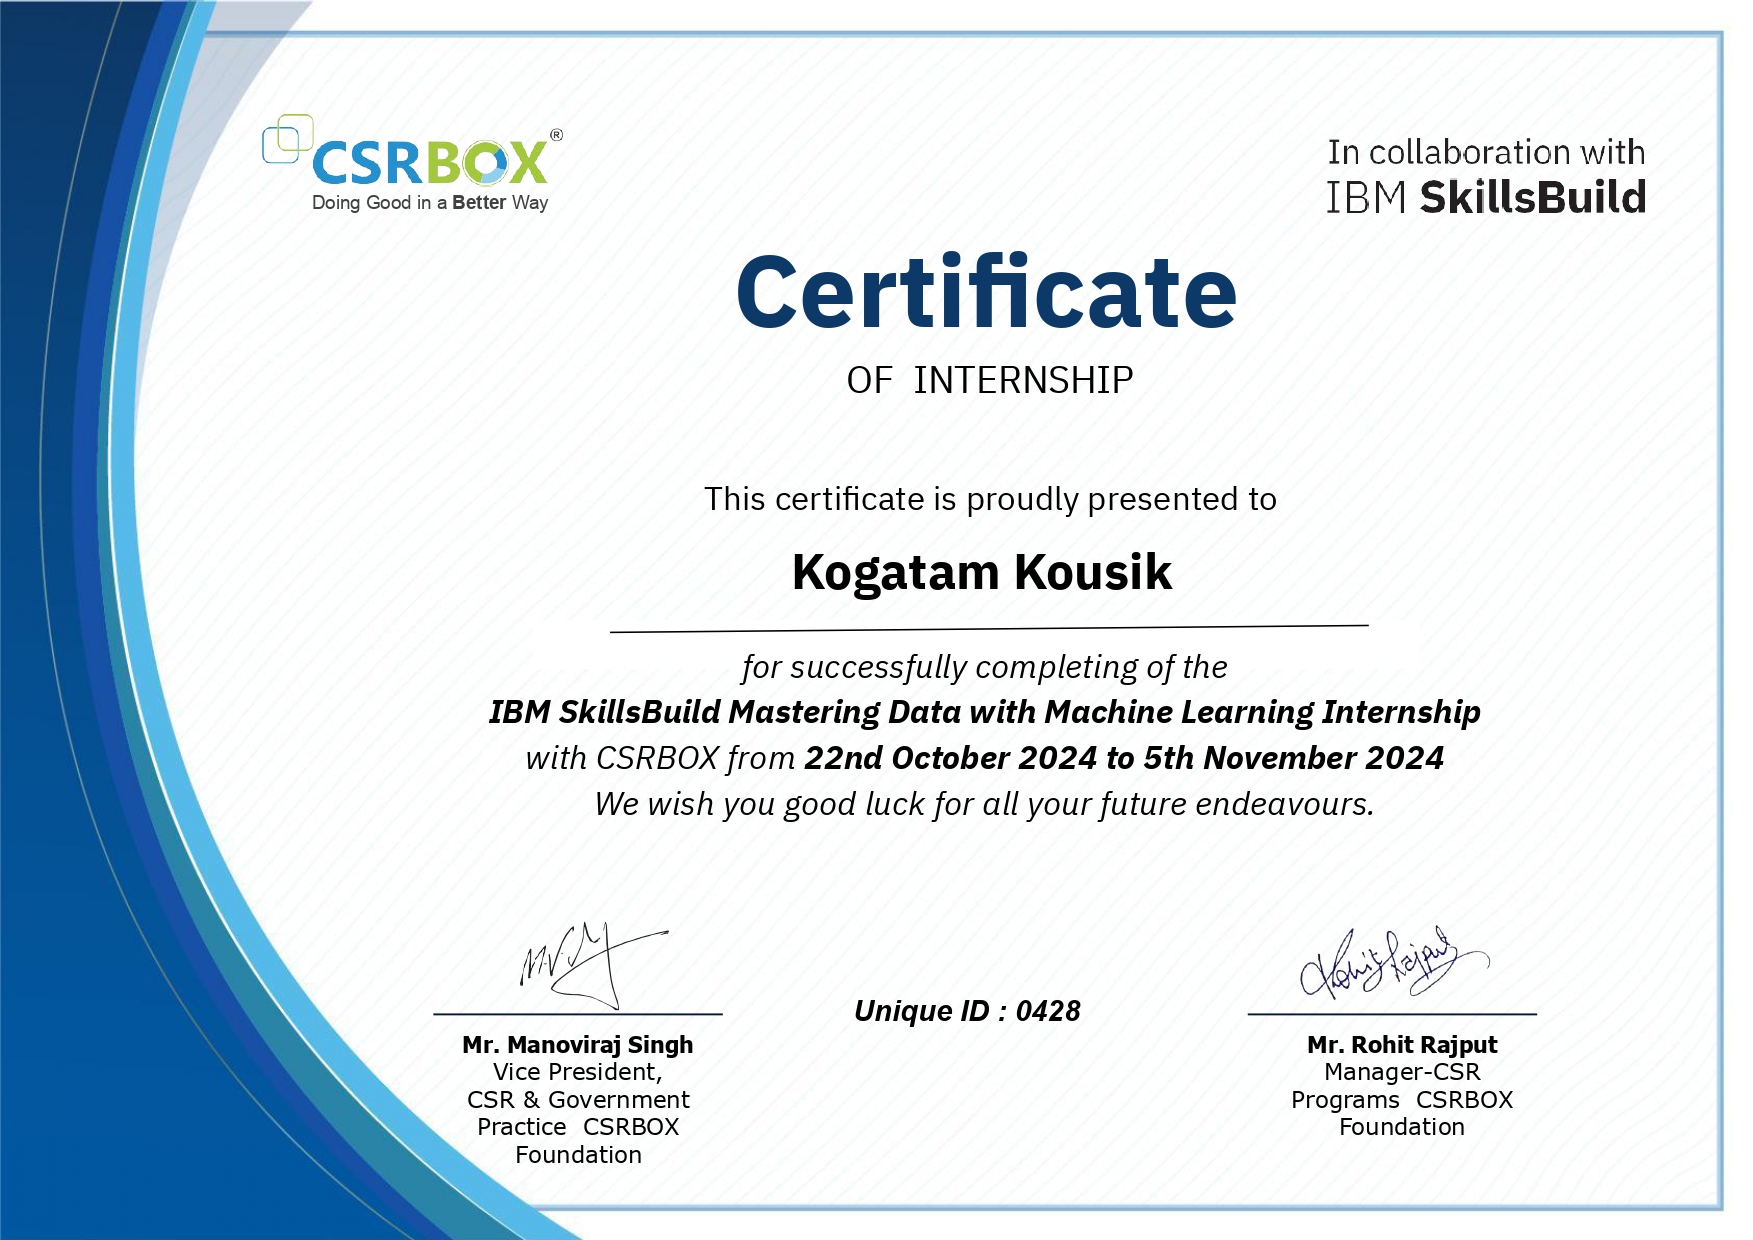 CSRBOX®
Doing Good in a Better Way
In collaboration with
IBM SkillsBuild
Certificate
OF INTERNSHIP
This certificate is proudly presented to
Kogatam Kousik
for successfully completing of the
IBM SkillsBuild Mastering Data with Machine Learning Internship
with CSRBOX from 22nd October 2024 to 5th November 2024
We wish you good luck for all your future endeavours.
Rohit Rajput
Unique ID : 0428
Mr. Manoviraj Singh
Vice President,
CSR & Government
Practice CSRBOX
Foundation
Mr. Rohit Rajput
Manager-CSR
Programs CSRBOX
Foundation